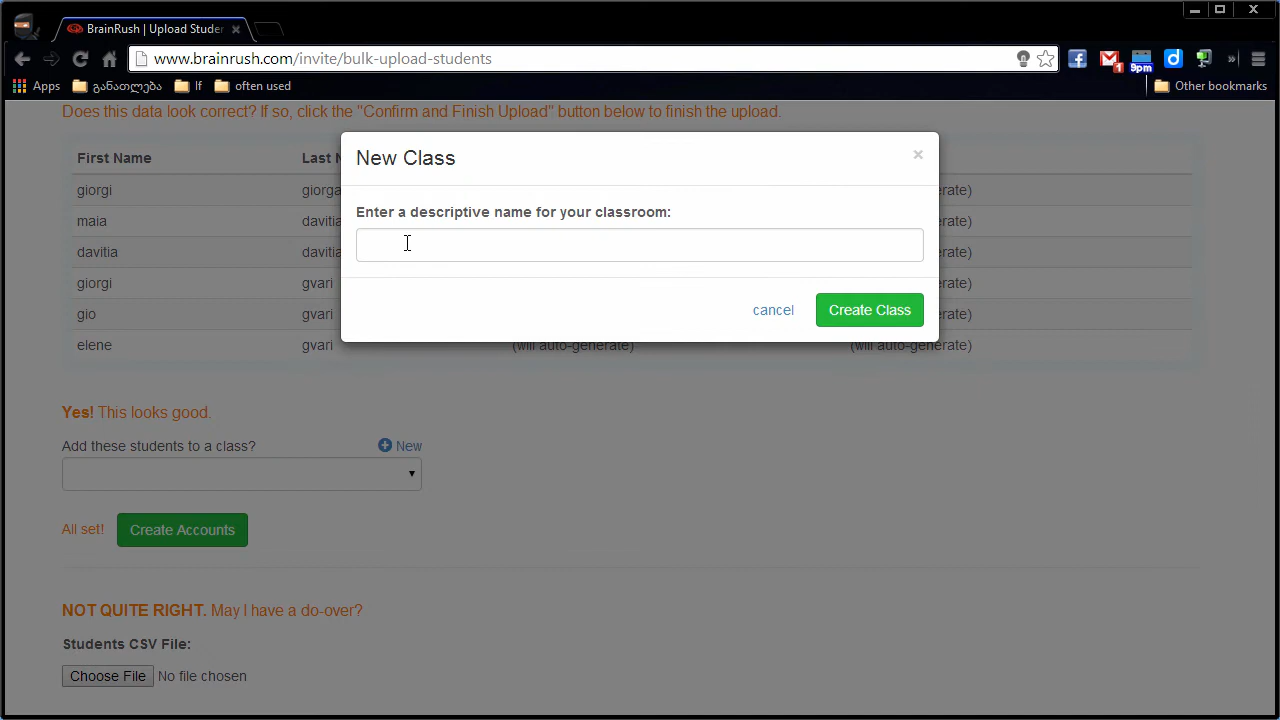 BrainRush | Upload Studer
www.brainrush.com/invite/bulk-upload-students
1
9pm
Apps განათლება If often used Other bookmarks
Does this data look correct? If so, click the "Confirm and Finish Upload" button below to finish the upload.
First Name Last N
giorgi giorga erate)
maia davitia erate)
davitia davitia erate)
giorgi gvari erate)
gio gvari erate)
elene gvari (will auto-generate) (will auto-generate)
New Class ×
Enter a descriptive name for your classroom:
cancel Create Class
Yes! This looks good.
Add these students to a class? New
All set! Create Accounts
NOT QUITE RIGHT. May I have a do-over?
Students CSV File:
Choose File No file chosen